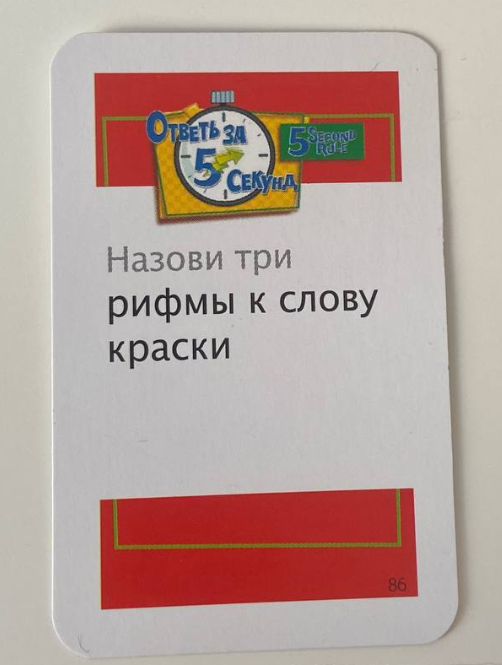 Ответь за
5
Секунд
5 Second
Rule
Назови три
рифмы к слову
краски
86